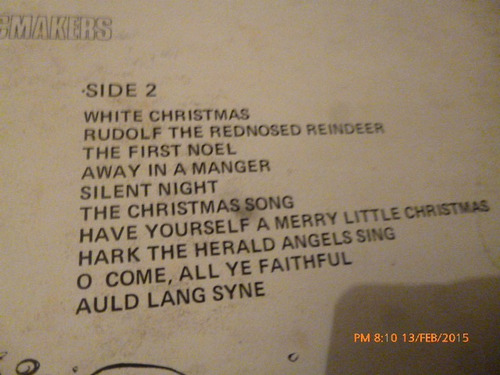 SIDE 2
WHITE CHRISTMAS
RUDOLF THE REDNOSED REINDEER
THE FIRST NOEL
AWAY IN A MANGER
SILENT NIGHT
THE CHRISTMAS SONG
HAVE YOURSELF A MERRY LITTLE CHRISTMAS
HARK THE HERALD ANGELS SING
O COME, ALL YE FAITHFUL
AULD LANG SYNE
PM 8:10 13/FEB/2015